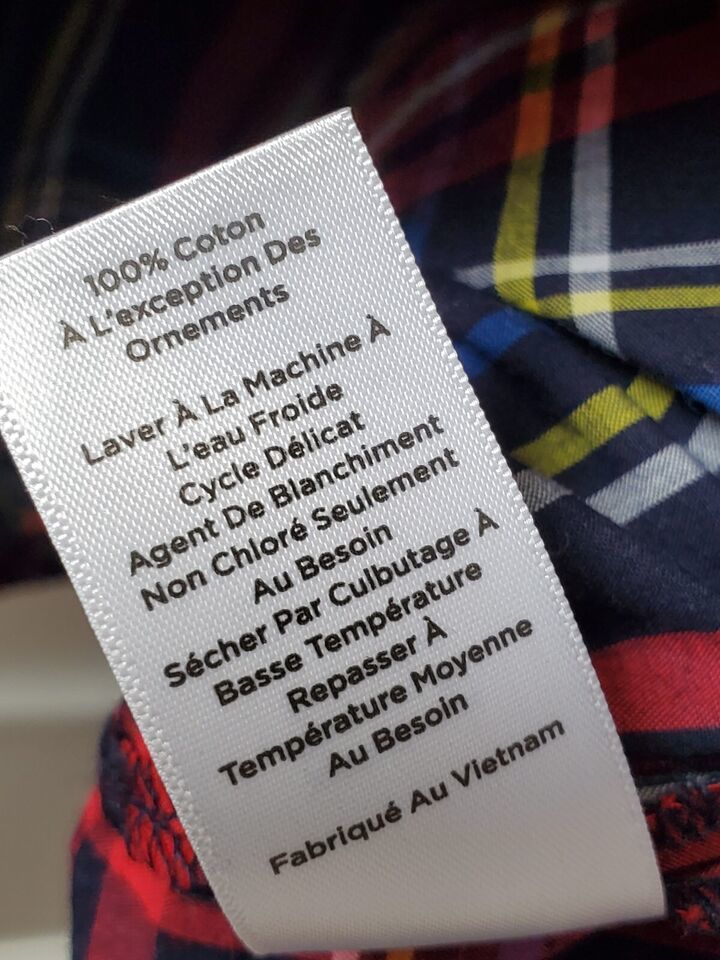 100% Coton
À L'exception Des
Ornements
Laver À La Machine À
L'eau Froide
Cycle Délicat
Agent De Blanchiment
Non Chloré Seulement
Au Besoin
Sécher Par Culbutage À
Basse Température
Repasser À
Température Moyenne
Au Besoin
Fabriqué Au Vietnam